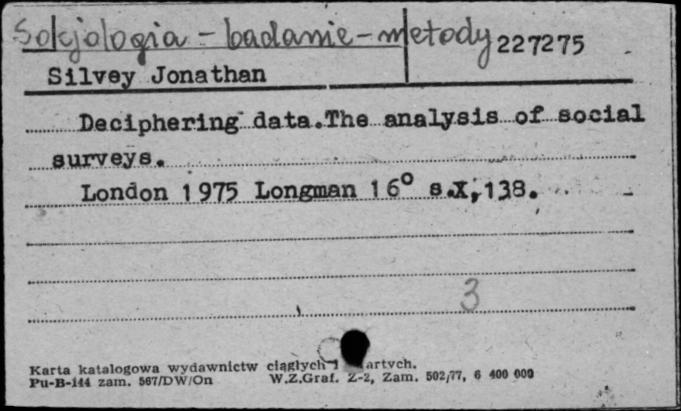 Socjologia - badanie - metody 227275
Silvey Jonathan
Deciphering data.The analysis of social
surveys.
London 1975 Longman 16° s.X,138.
3
Karta katalogowa wydawnictw ciągłych i artych.
Pu-B-144 zam. 567/DW/On W.Z.Graf. Z-2, Zam. 502/77, 6 400 000